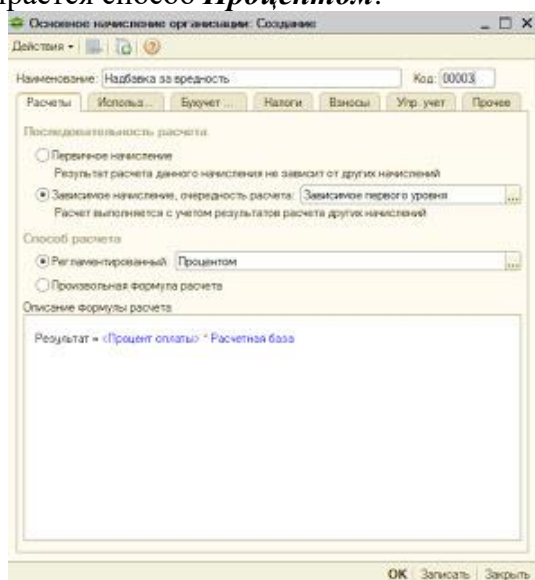 рается способ Процентом.
Основное начисление организации: Создание
Действия
Наименование: Надбавка за вредность Код: 00003
Расчеты Использ... Бухучет ... Налоги Взносы Упр. учет Прочее
Последовательность расчета
Первичное начисление
Результат расчета данного начисления не зависит от других начислений
Зависимое начисление, очередность расчета: Зависимое первого уровня ...
Расчет выполняется с учетом результатов расчета других начислений
Способ расчета
Регламентированный Процентом ...
Произвольная формула расчета
Описание формулы расчета
Результат = <Процент оплаты> * Расчетная база
OK Записать Закрыть